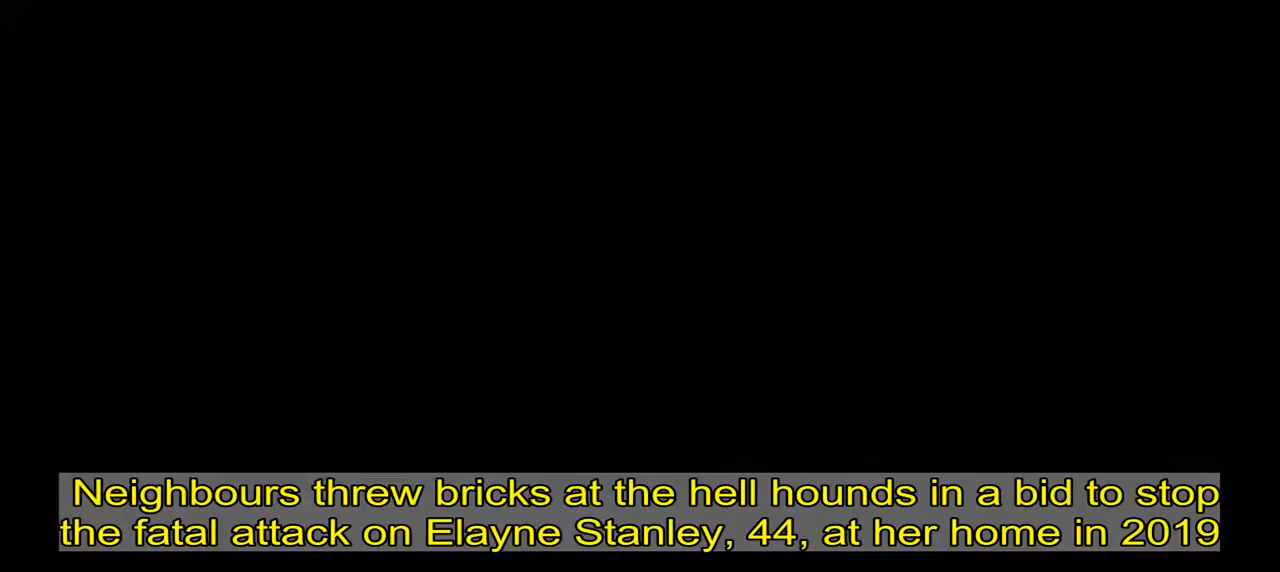 Neighbours threw bricks at the hell hounds in a bid to stop
the fatal attack on Elayne Stanley, 44, at her home in 2019